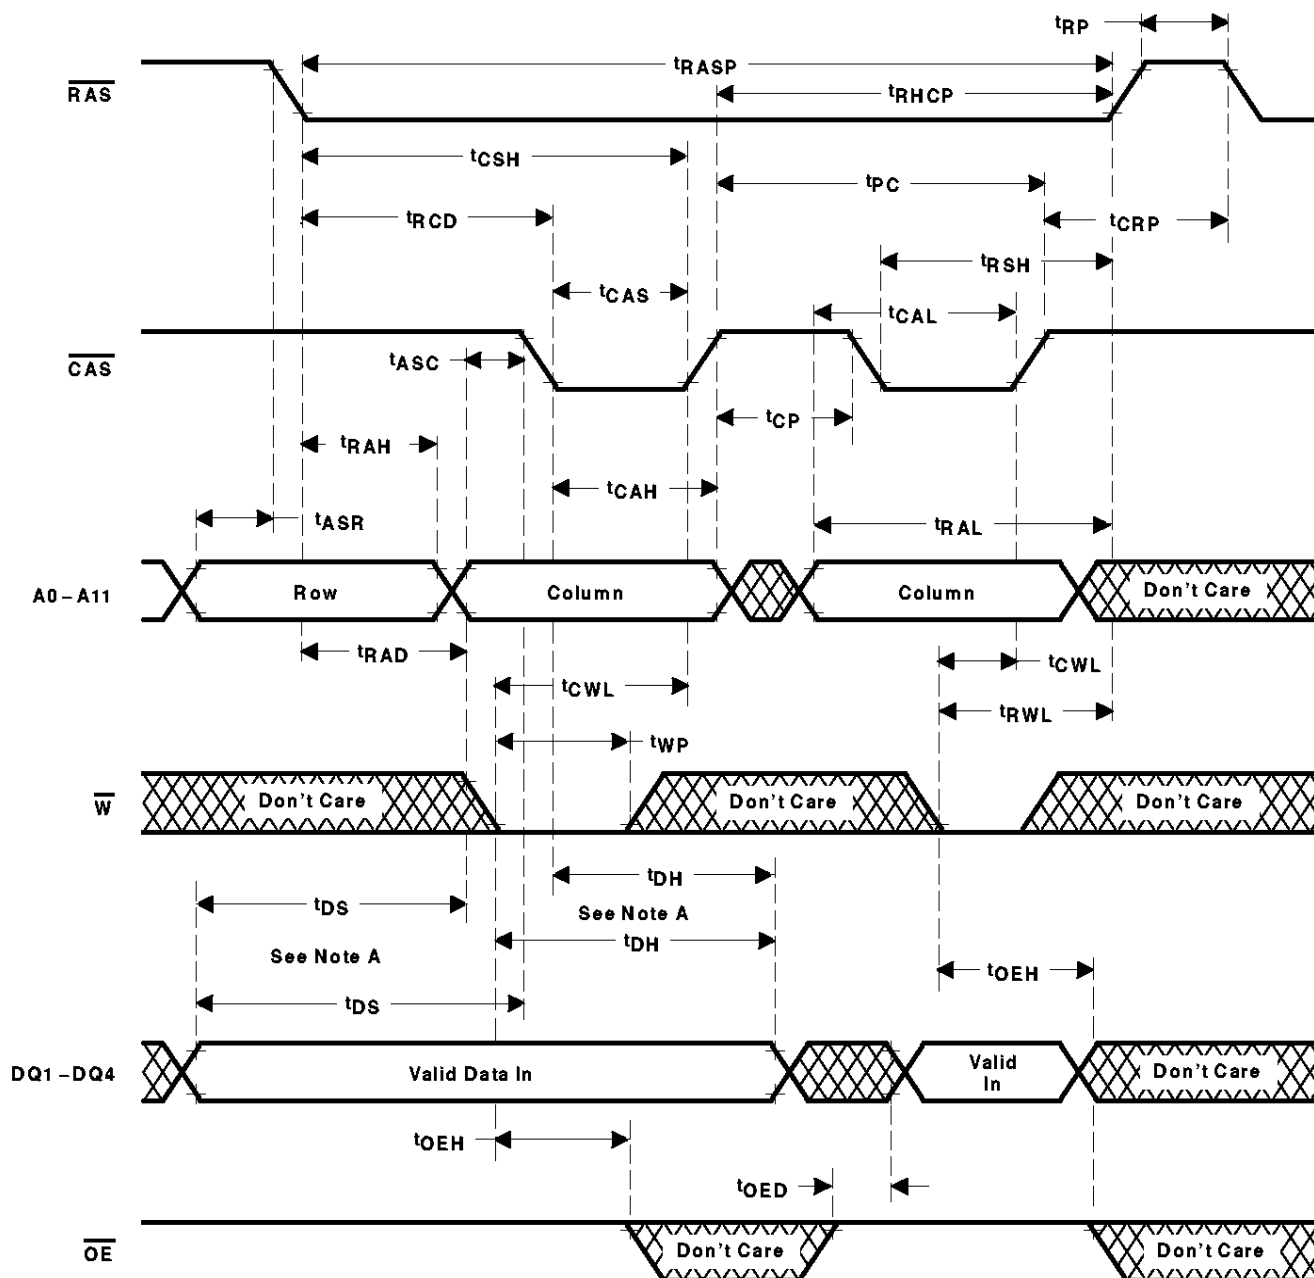 tRP
RAS
tRASP
tRHCP
tCSH
tPC
tRCD
tCRP
tRSH
tCAS
tCAL
CAS
tASC
tCP
tRAH
tCAH
tASR
tRAL
A0–A11
Row
Column
Column
Don't Care
tRAD
tCWL
tCWL
tRWL
tWP
W
Don't Care
Don't Care
Don't Care
tDH
tDS
See Note A
tDH
See Note A
tOEH
tDS
DQ1–DQ4
Valid Data In
Valid
In
Don't Care
tOEH
tOED
OE
Don't Care
Don't Care